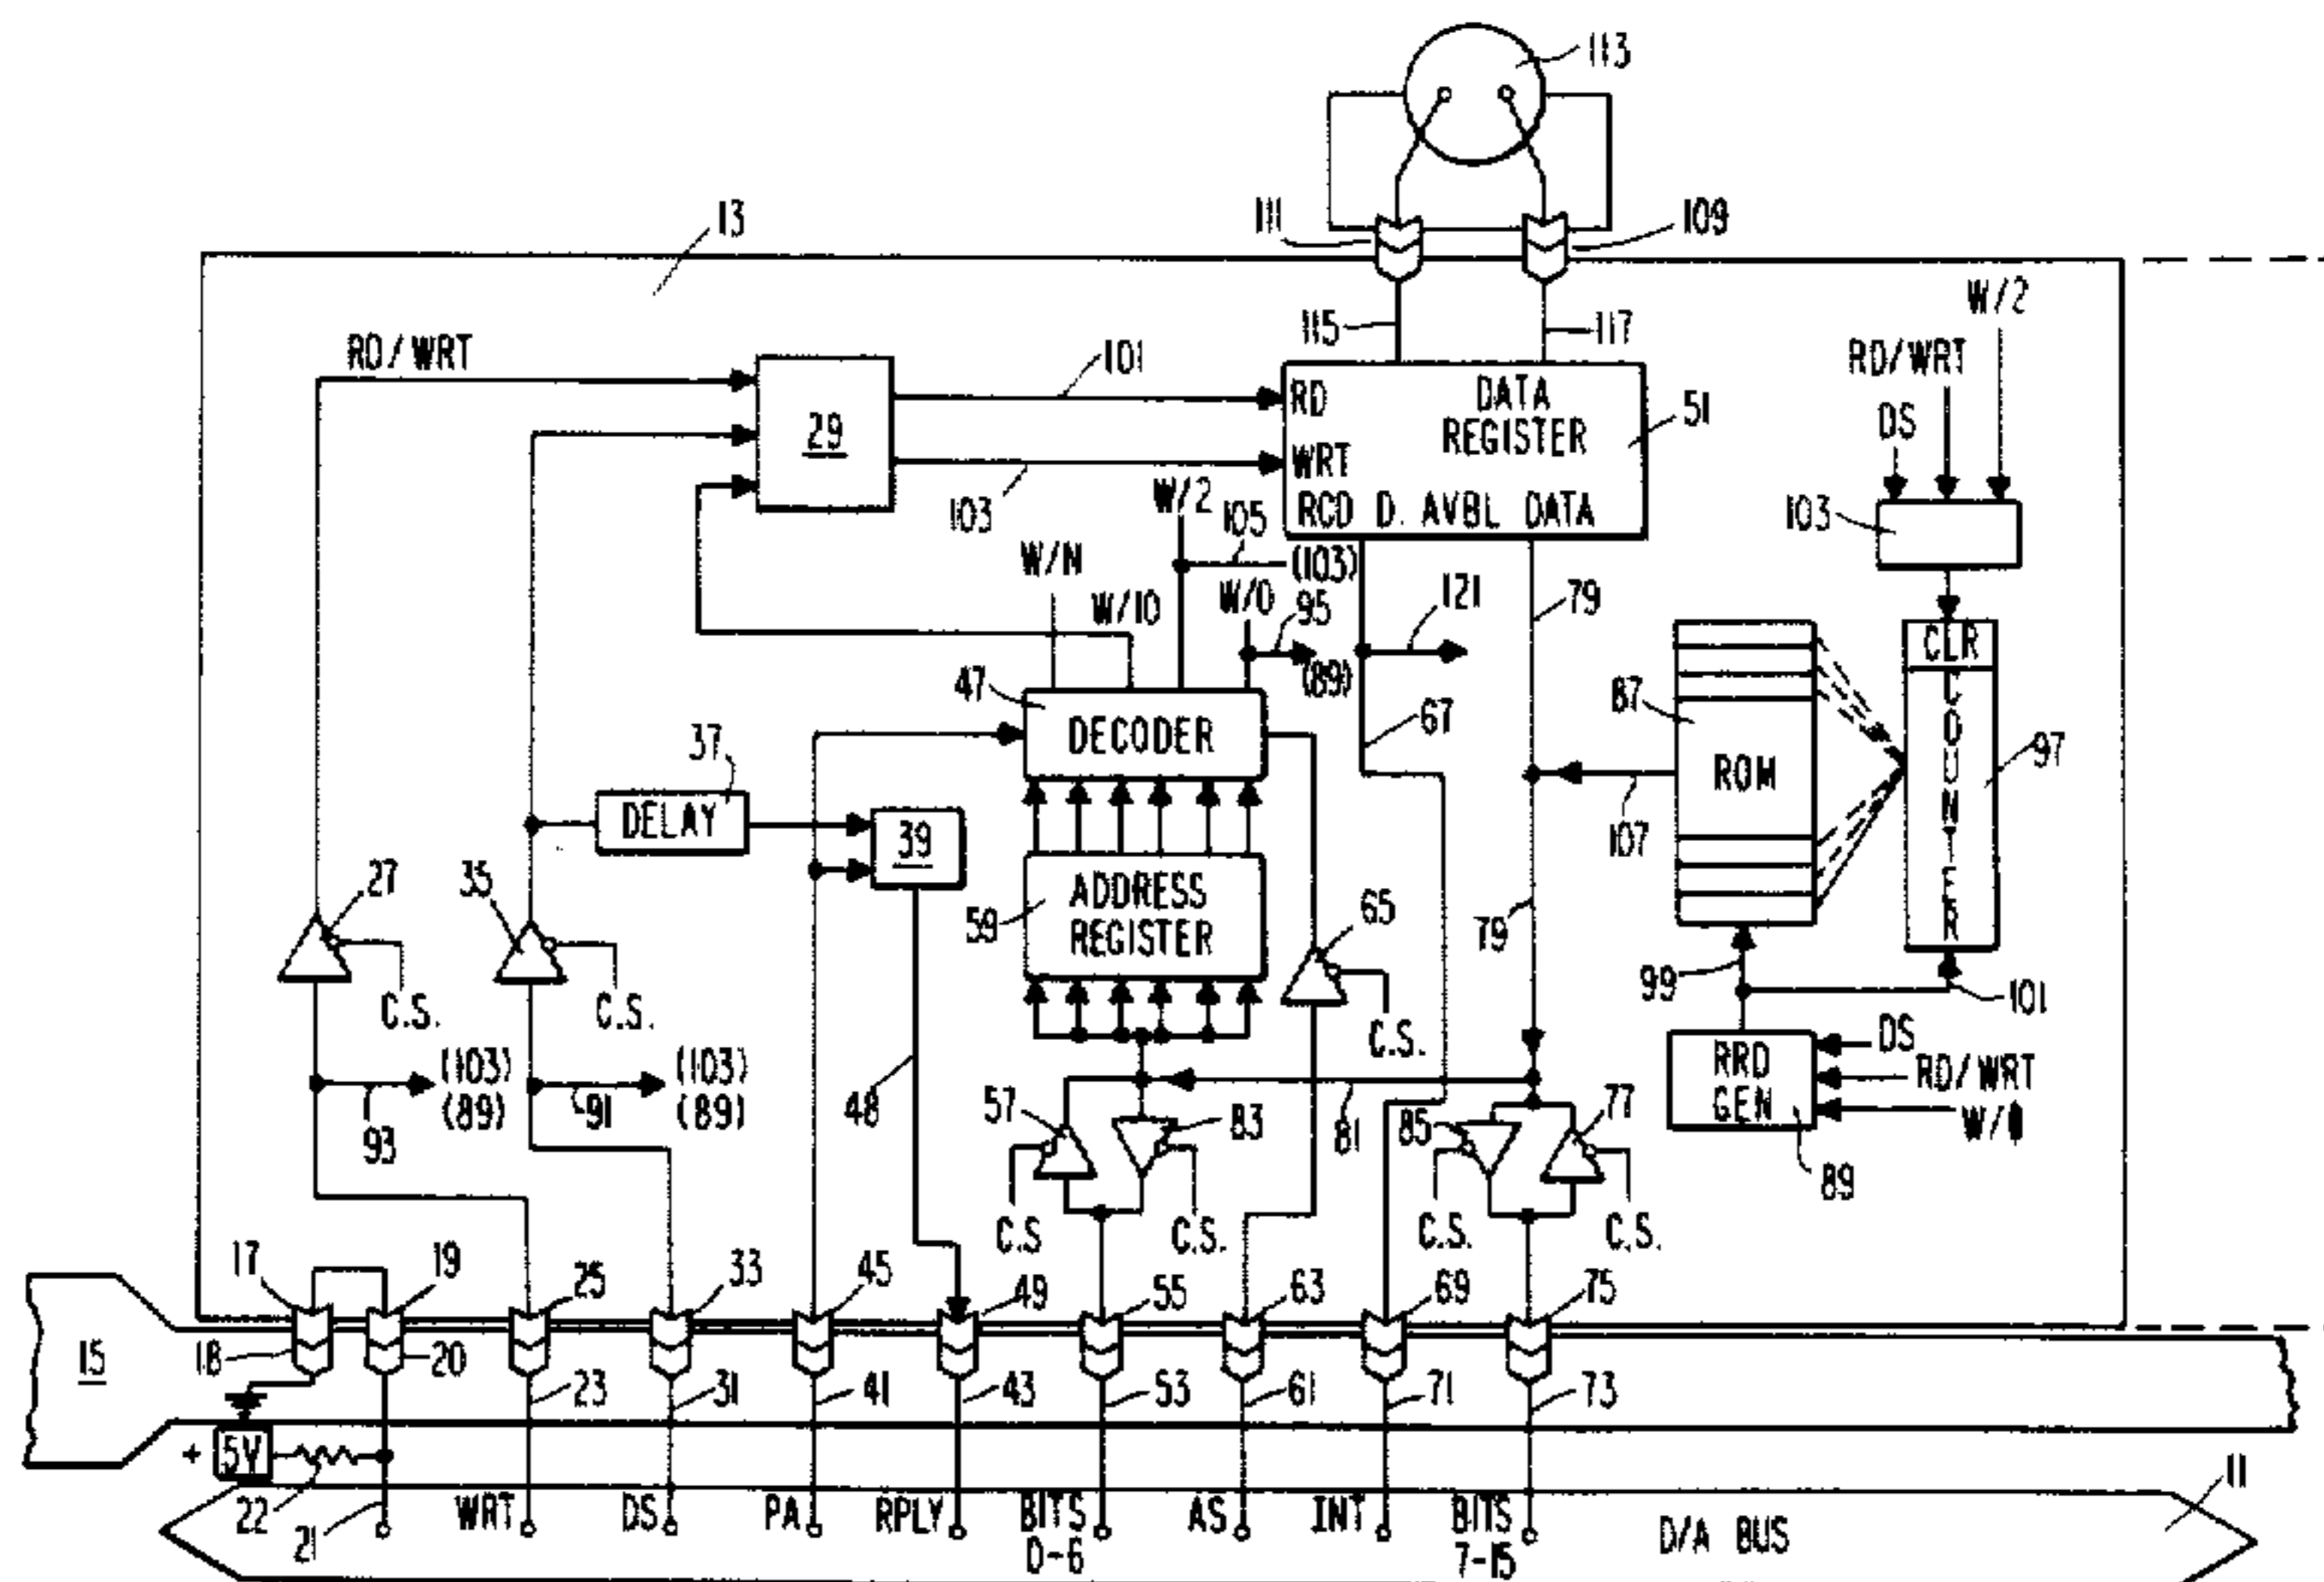 113
13
111
109
W/2
115
117
RD/WRT
RD/WRT
101
DS
29
RD
DATA
REGISTER
51
WRT
103
W/2
RCD D. AVBL DATA
103
105
W/N
(103)
W/10
W/0
95
121
79
(89)
CLR
47
DECODER
67
87
COUNTER
97
37
ROM
DELAY
107
39
27
35
ADDRESS
REGISTER
59
65
79
99
101
C.S.
C.S.
C.S.
RRD
GEN
DS
RD/WRT
W/0
(103)
(89)
(103)
(89)
93
91
48
57
83
81
85
77
89
C.S
C.S.
C.S.
C.S.
17
19
25
33
45
49
55
63
69
75
15
18
20
23
31
41
43
53
61
71
73
+
5V
22
21
WRT
DS
PA
RPLY
BITS
0-6
AS
INT
BITS
7-15
D/A BUS
11